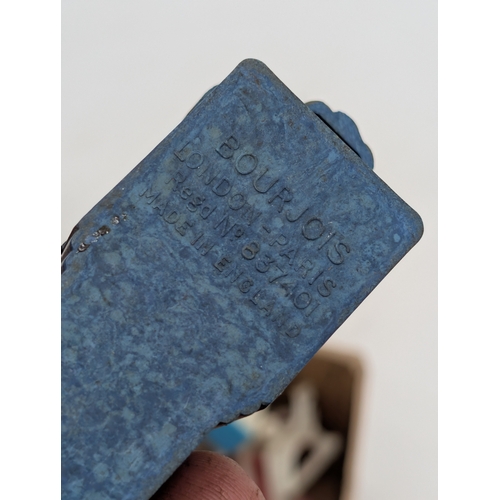 BOURJOIS
LONDON-PARIS
Regd No 837401
MADE IN ENGLAND